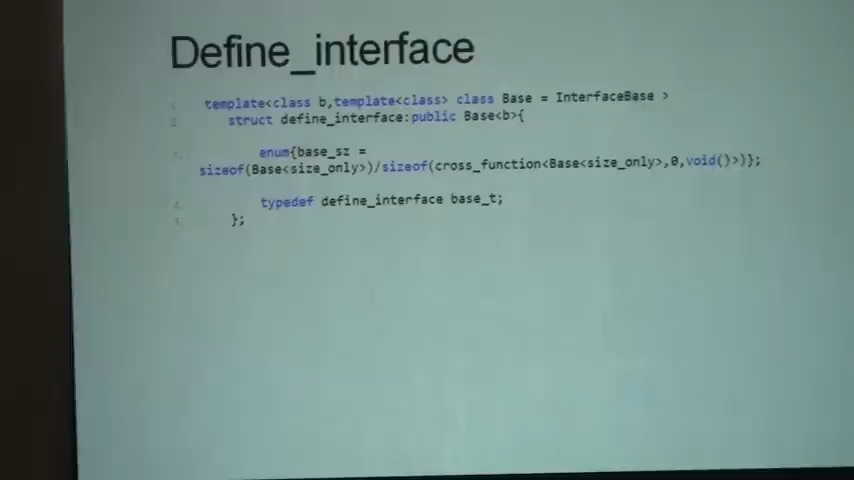 Define_interface
template<class b,template<class> class Base = InterfaceBase >
struct define_interface:public Base<b>{
enum{base_sz =
sizeof(Base<size_only>)/sizeof(cross_function<Base<size_only>,0,void()>)};
typedef define_interface base_t;
};